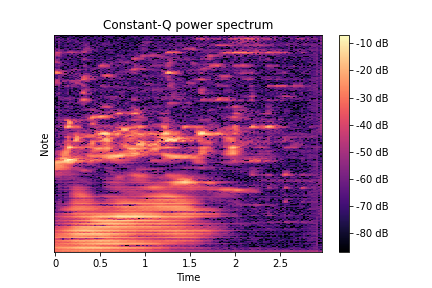 Constant-Q power spectrum
-10 dB
-20 dB
-30 dB
-40 dB
-50 dB
-60 dB
-70 dB
-80 dB
Note
0 0.5 1 1.5 2 2.5
Time